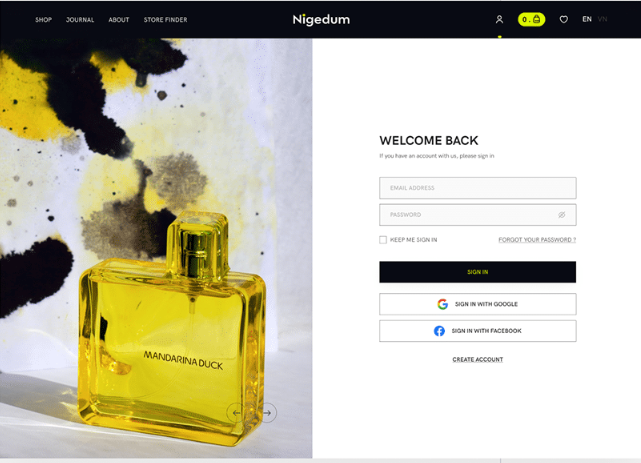 SHOP JOURNAL ABOUT STORE FINDER Nigedum 0 . EN VN
WELCOME BACK
If you have an account with us, please sign in
EMAIL ADDRESS
PASSWORD
KEEP ME SIGN IN FORGOT YOUR PASSWORD ?
SIGN IN
SIGN IN WITH GOOGLE
SIGN IN WITH FACEBOOK
CREATE ACCOUNT
MANDARINA DUCK